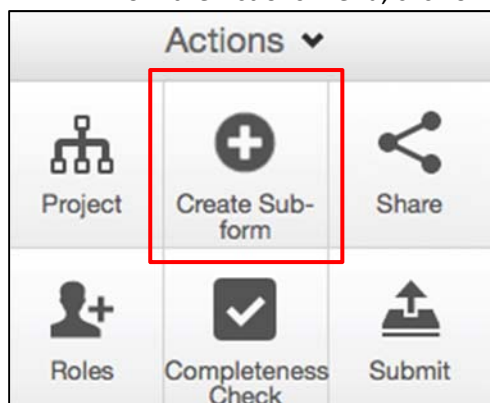 Actions
Project
Create Sub-
form
Share
Roles
Completeness
Check
Submit